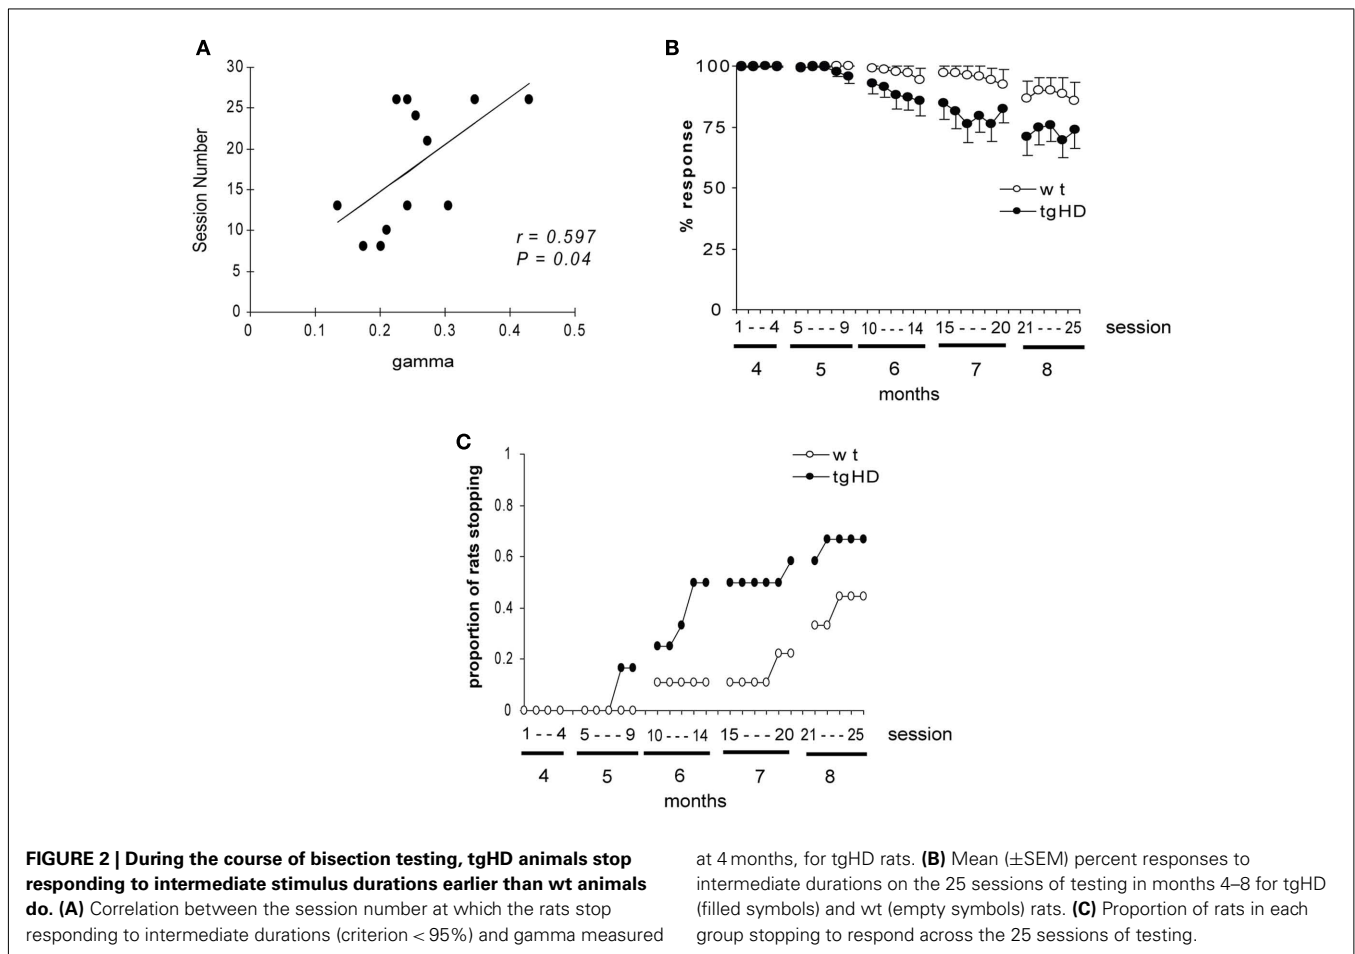 A
30
25
20
15
10
5
0
Session Number
0 0.1 0.2 0.3 0.4 0.5
gamma
r = 0.597
P = 0.04
B
100
75
50
25
0
% response
w t
tgHD
1 - - 4 5 - - - 9 10 - - - 14 15 - - - 20 21 - - - 25 session
4 5 6 7 8
months
C
1
0.8
0.6
0.4
0.2
0
proportion of rats stopping
w t
tgHD
1 - - 4 5 - - - 9 10 - - - 14 15 - - - 20 21 - - - 25 session
4 5 6 7 8
months
FIGURE 2 | During the course of bisection testing, tgHD animals stop
responding to intermediate stimulus durations earlier than wt animals
do. (A) Correlation between the session number at which the rats stop
responding to intermediate durations (criterion < 95%) and gamma measured
at 4 months, for tgHD rats. (B) Mean (±SEM) percent responses to
intermediate durations on the 25 sessions of testing in months 4–8 for tgHD
(filled symbols) and wt (empty symbols) rats. (C) Proportion of rats in each
group stopping to respond across the 25 sessions of testing.